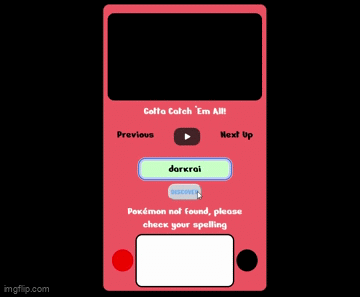 Gotta Catch 'Em All!
Previous
Next Up
darkrai
Pokémon not found, please
check your spelling
imgflip.com